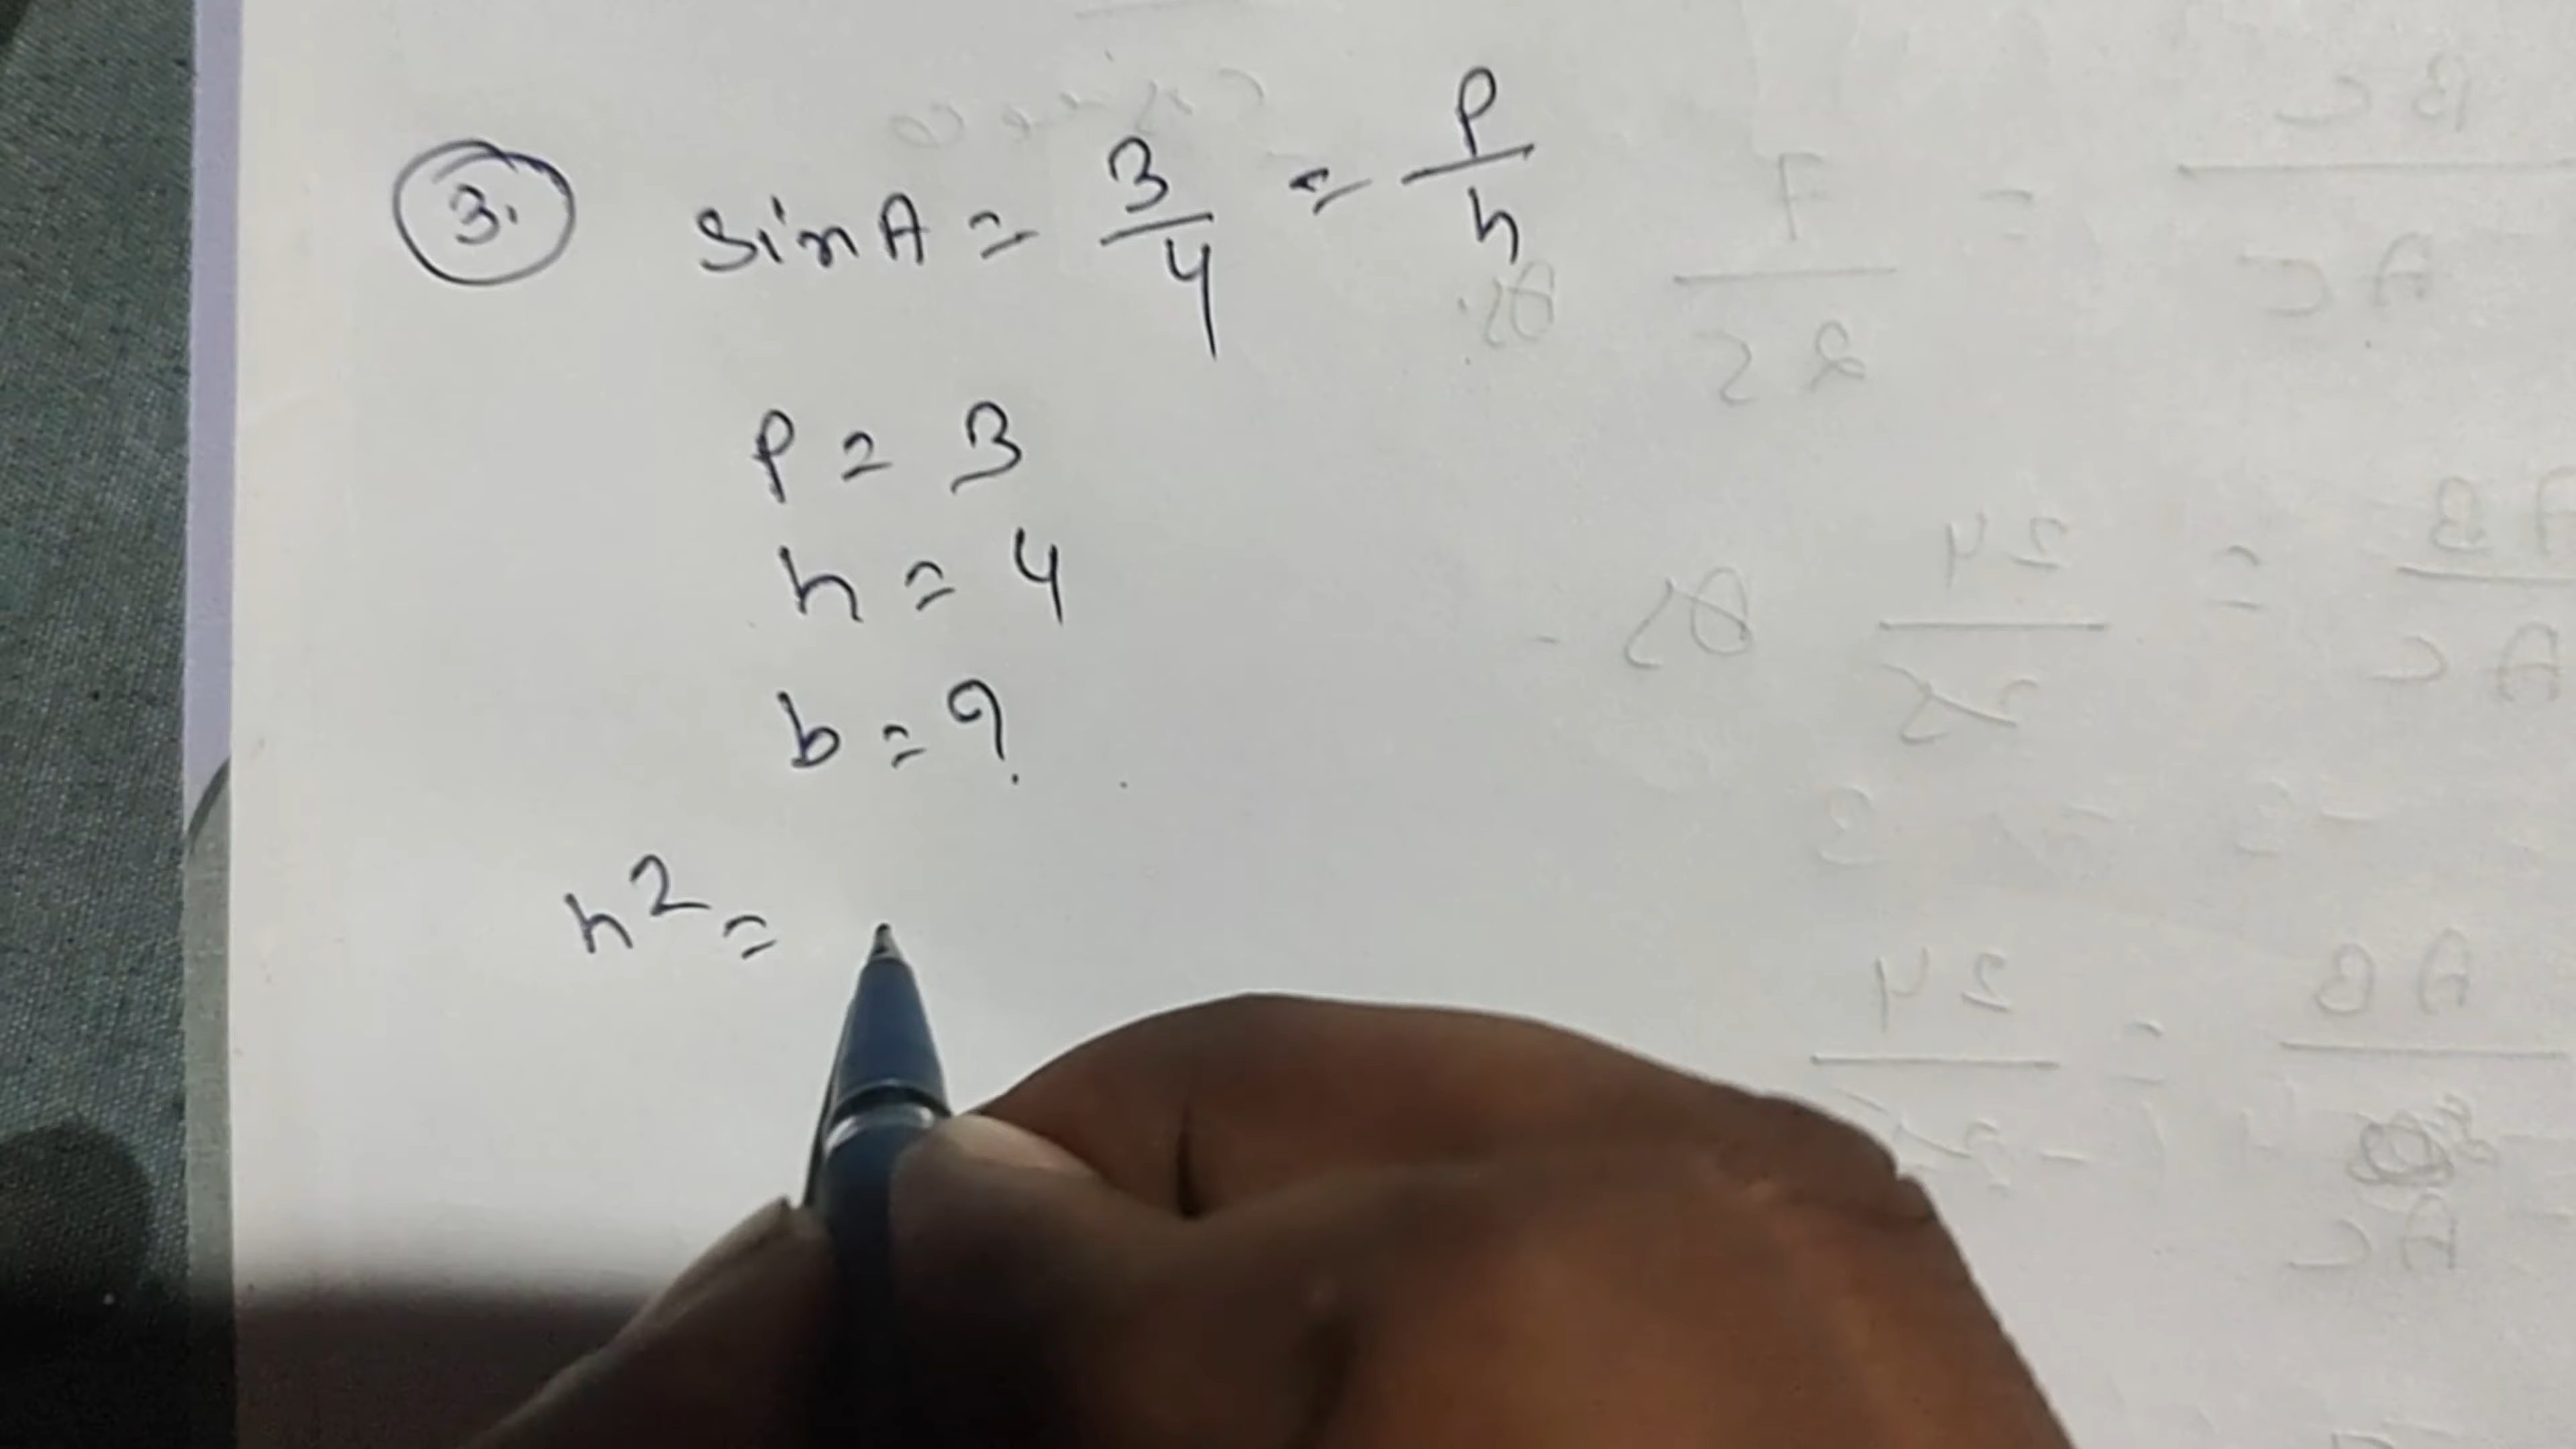 3. sin A = 3/4 = P/h
P = 3
h = 4
b = ?
h² =